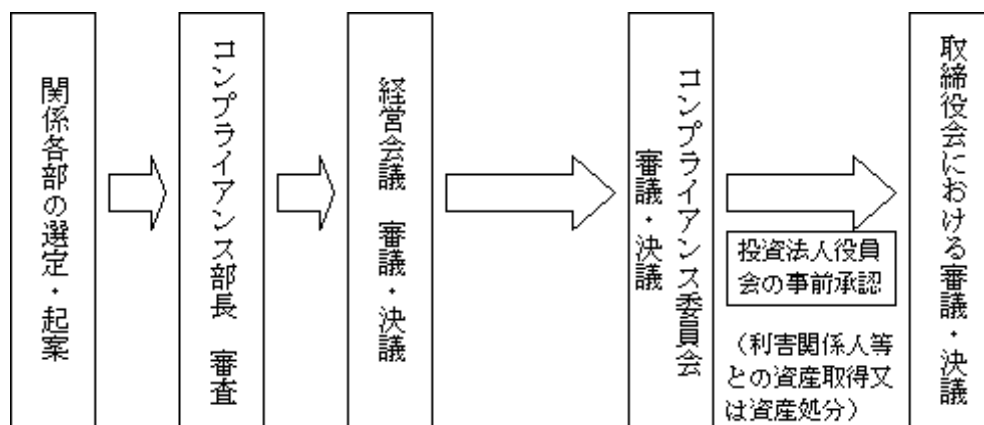 関係各部の選定・起案
コンプライアンス部長　審査
経営会議　審議・決議
コンプライアンス委員会
審議・決議
投資法人役員
会の事前承認
（利害関係人等
との資産取得又
は資産処分）
取締役会における審議・決議